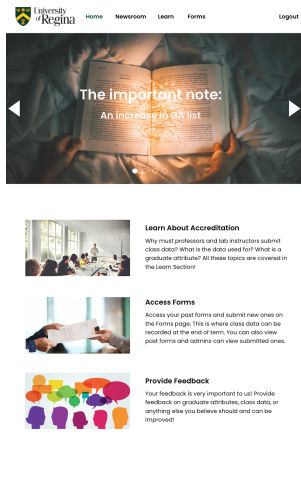 University
of Regina
Home Newsroom Learn Forms Logout
The important note:
An increase in GA list
Learn About Accreditation
Why must professors and lab instructors submit
class data? What is the data used for? What is a
graduate attribute? All these topics are covered in
the Learn Section!
Access Forms
Access your past forms and submit new ones on
the Forms page. This is where class data can be
recorded at the end of term. You can also view
past forms and admins can view submitted ones.
Provide Feedback
Your feedback is very important to us! Provide
feedback on graduate attributes, class data, or
anything else you believe should and can be
improved!